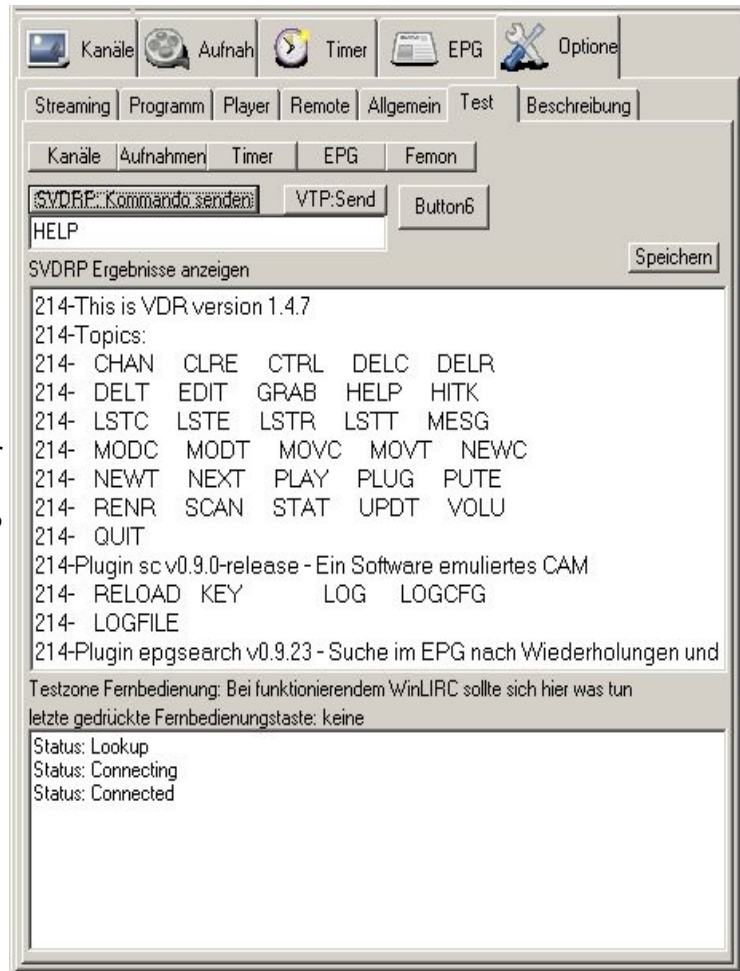 Kanäle Aufnah Timer EPG Optione
Streaming Programm Player Remote Allgemein Test Beschreibung
Kanäle Aufnahmen Timer EPG Femon
SVDRP: Kommando senden VTP:Send Button6
HELP
Speichern
SVDRP Ergebnisse anzeigen
214-This is VDR version 1.4.7
214-Topics:
214- CHAN CLRE CTRL DELC DELR
214- DELT EDIT GRAB HELP HITK
214- LSTC LSTE LSTR LSTT MESG
214- MODC MODT MOVC MOVT NEWC
214- NEWT NEXT PLAY PLUG PUTE
214- RENR SCAN STAT UPDT VOLU
214- QUIT
214-Plugin sc v0.9.0-release - Ein Software emuliertes CAM
214- RELOAD KEY LOG LOGCFG
214- LOGFILE
214-Plugin epgsearch v0.9.23 - Suche im EPG nach Wiederholungen und
Testzone Fernbedienung: Bei funktionierendem WinLIRC sollte sich hier was tun
letzte gedrückte Fernbedienungstaste: keine
Status: Lookup
Status: Connecting
Status: Connected